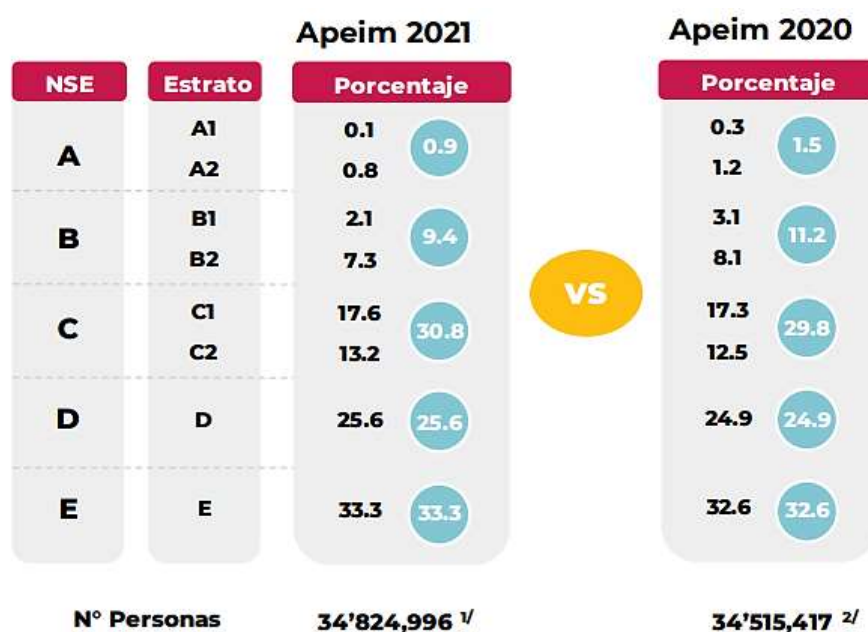 Apeim 2021 Apeim 2020
NSE Estrato Porcentaje Porcentaje
A1 0.1 0.3
A 0.9 1.5
A2 0.8 1.2
B1 2.1 3.1
B 9.4 11.2
B2 7.3 8.1
VS
C1 17.6 17.3
C 30.8 29.8
C2 13.2 12.5
D D 25.6 25.6 24.9 24.9
E E 33.3 33.3 32.6 32.6
N° Personas 34’824,996 1/ 34’515,417 2/